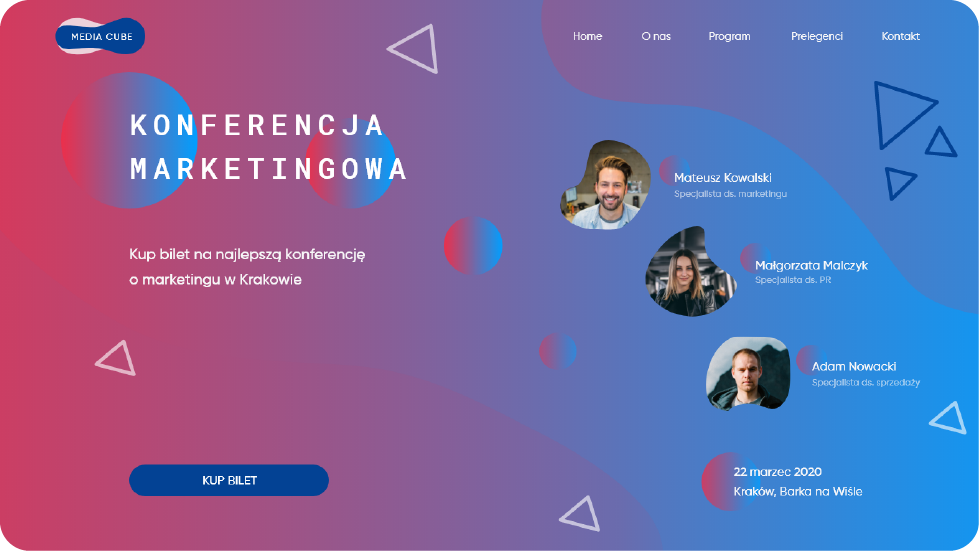 MEDIA CUBE
Home O nas Program Prelegenci Kontakt
KONFERENCJA
MARKETINGOWA
Kup bilet na najlepszą konferencję
o marketingu w Krakowie
Mateusz Kowalski
Specjalista ds. marketingu
Małgorzata Malczyk
Specjalista ds. PR
Adam Nowacki
Specjalista ds. sprzedaży
KUP BILET
22 marzec 2020
Kraków, Barka na Wiśle